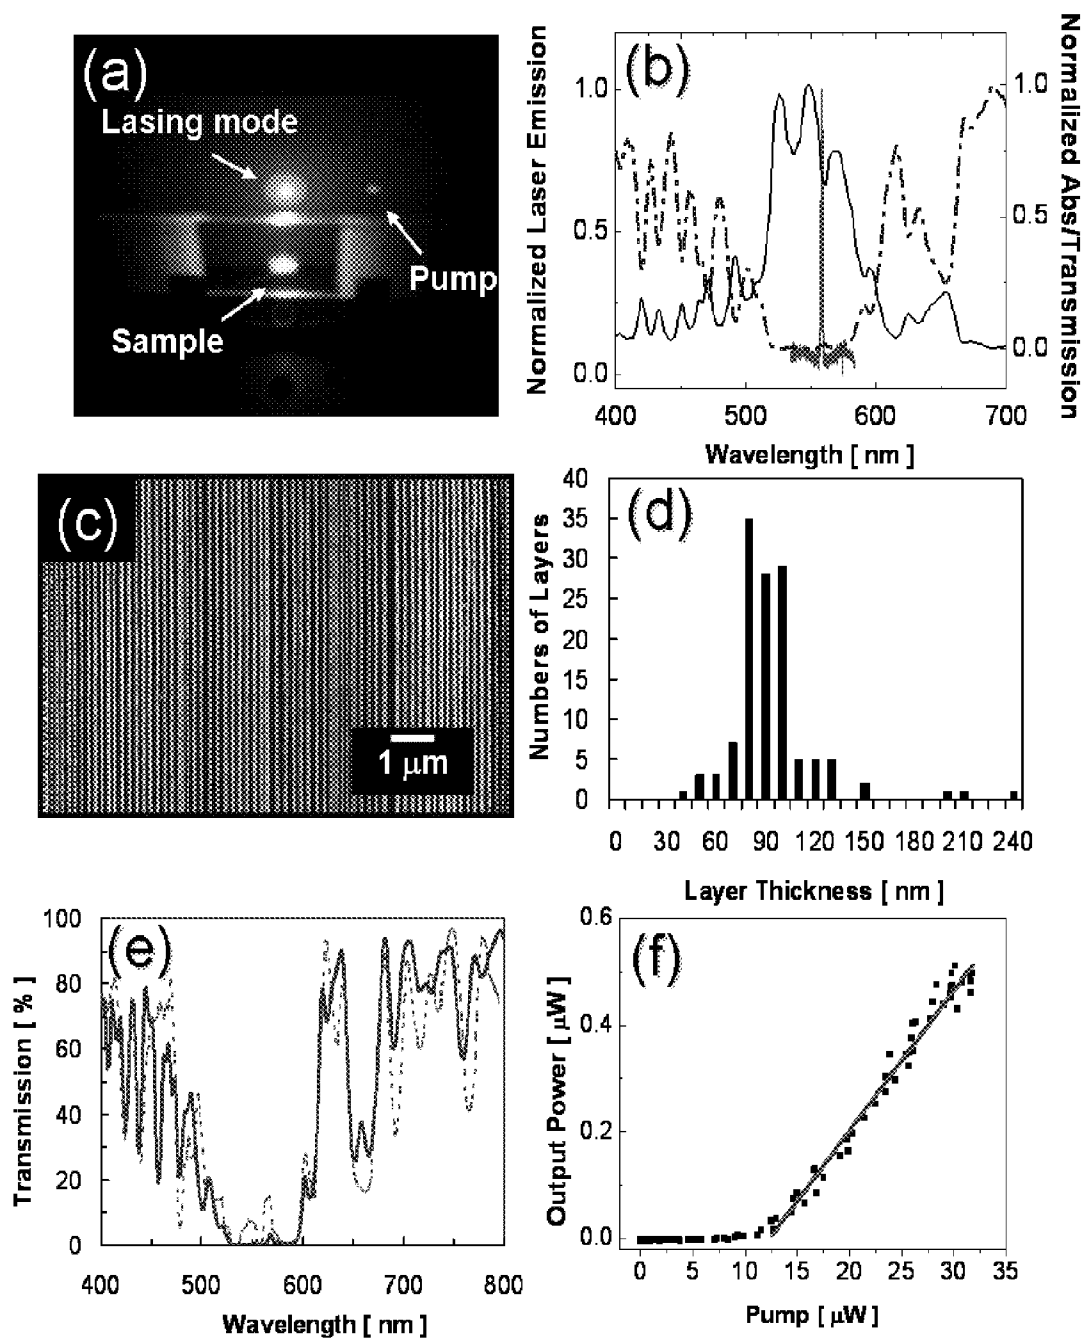 (a)
Lasing mode
Pump
Sample
(b)
Normalized Laser Emission
1.0
0.5
0.0
Normalized Abs/Transmission
1.0
0.5
0.0
400 500 600 700
Wavelength [ nm ]
(c)
1 μm
(d)
Numbers of Layers
40
35
30
25
20
15
10
5
0
0 30 60 90 120 150 180 210 240
Layer Thickness [ nm ]
(e)
Transmission [ % ]
100
80
60
40
20
0
400 500 600 700 800
Wavelength [ nm ]
(f)
Output Power [ μW ]
0.6
0.4
0.2
0.0
0 5 10 15 20 25 30 35
Pump [ μW ]